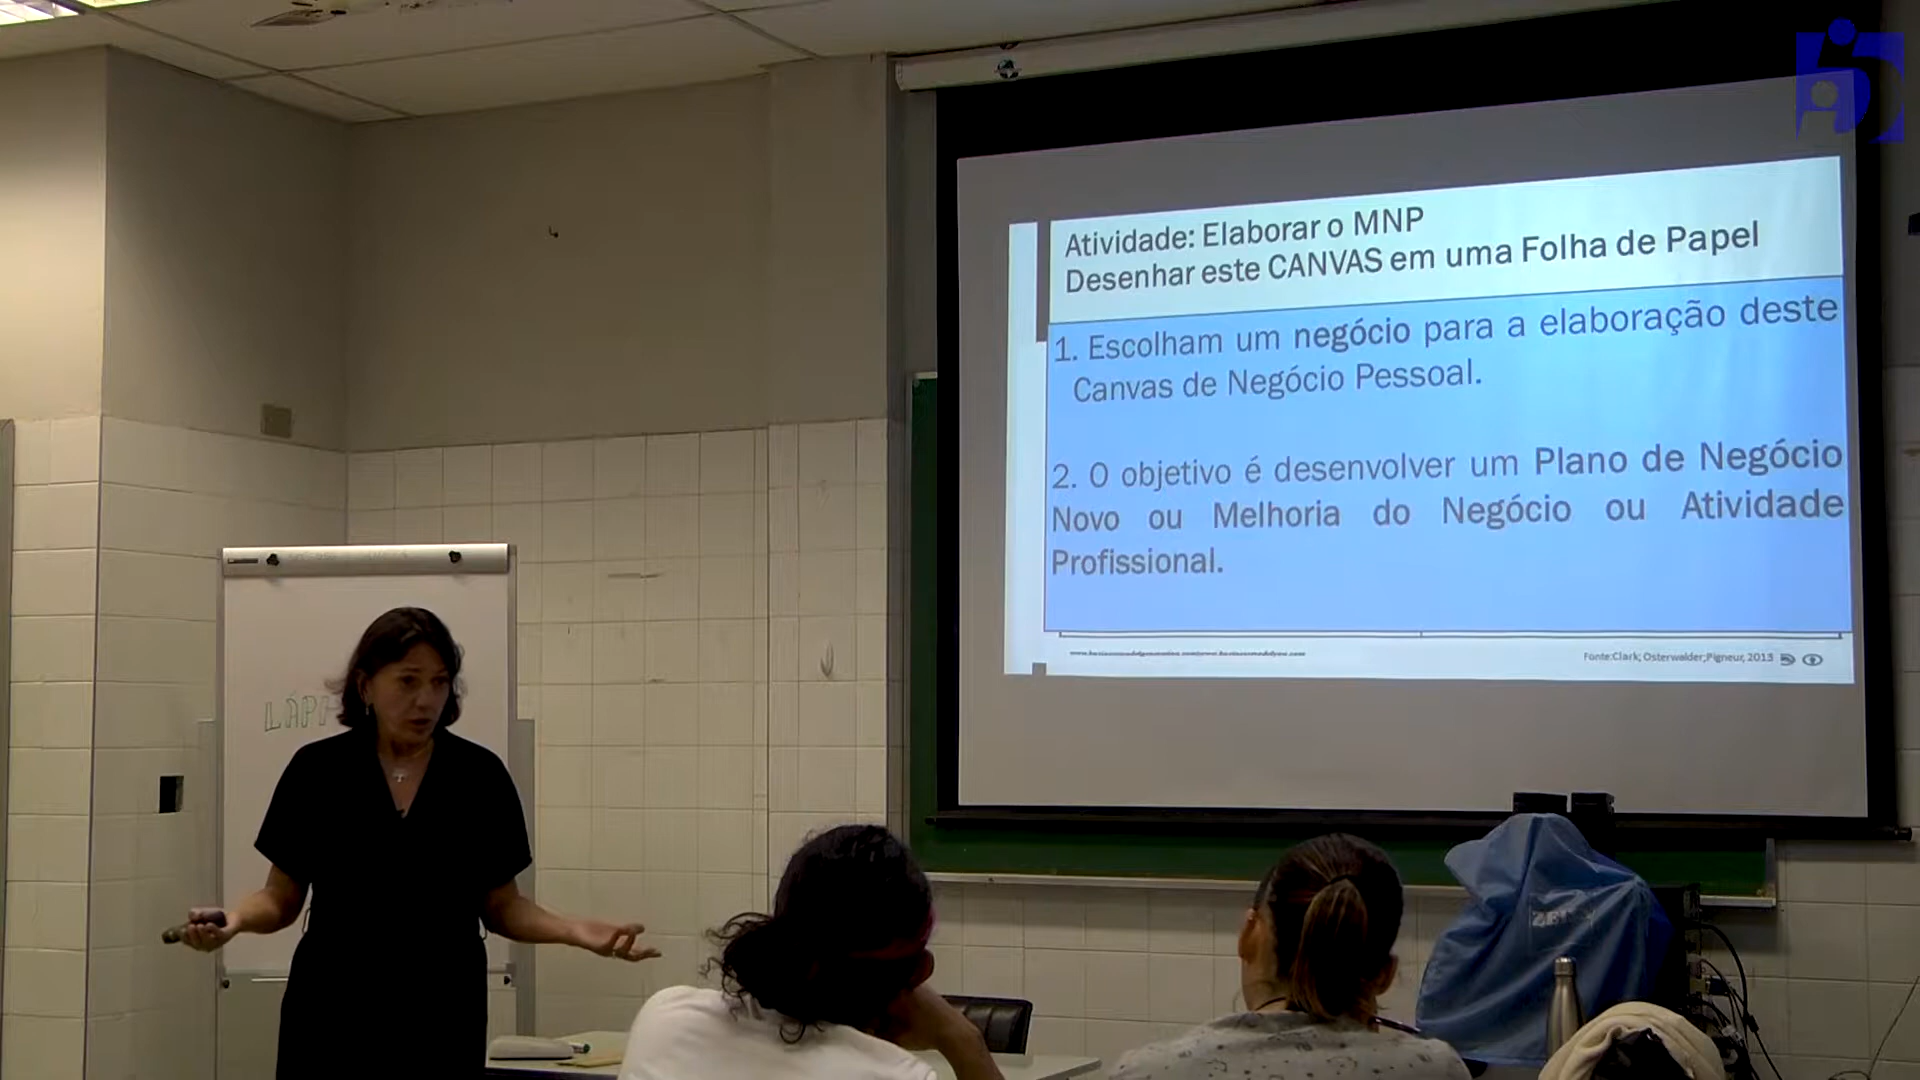 Atividade: Elaborar o MNP
Desenhar este CANVAS em uma Folha de Papel
1. Escolham um negócio para a elaboração deste
Canvas de Negócio Pessoal.
2. O objetivo é desenvolver um Plano de Negócio
Novo ou Melhoria do Negócio ou Atividade
Profissional.
Fonte:Clark; Osterwalder;Pigneur, 2013